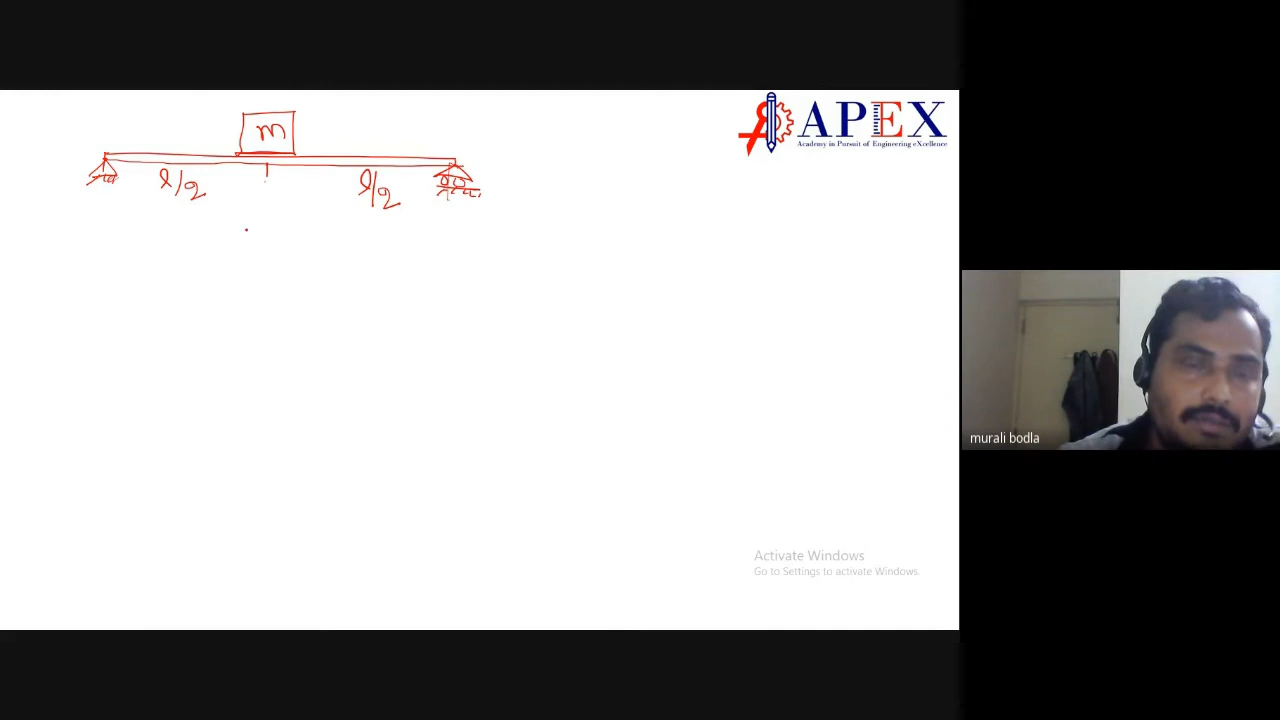 m
l/2 l/2
APEX
Academy in Pursuit of Engineering eXcellence
murali bodla
Activate Windows
Go to Settings to activate Windows.